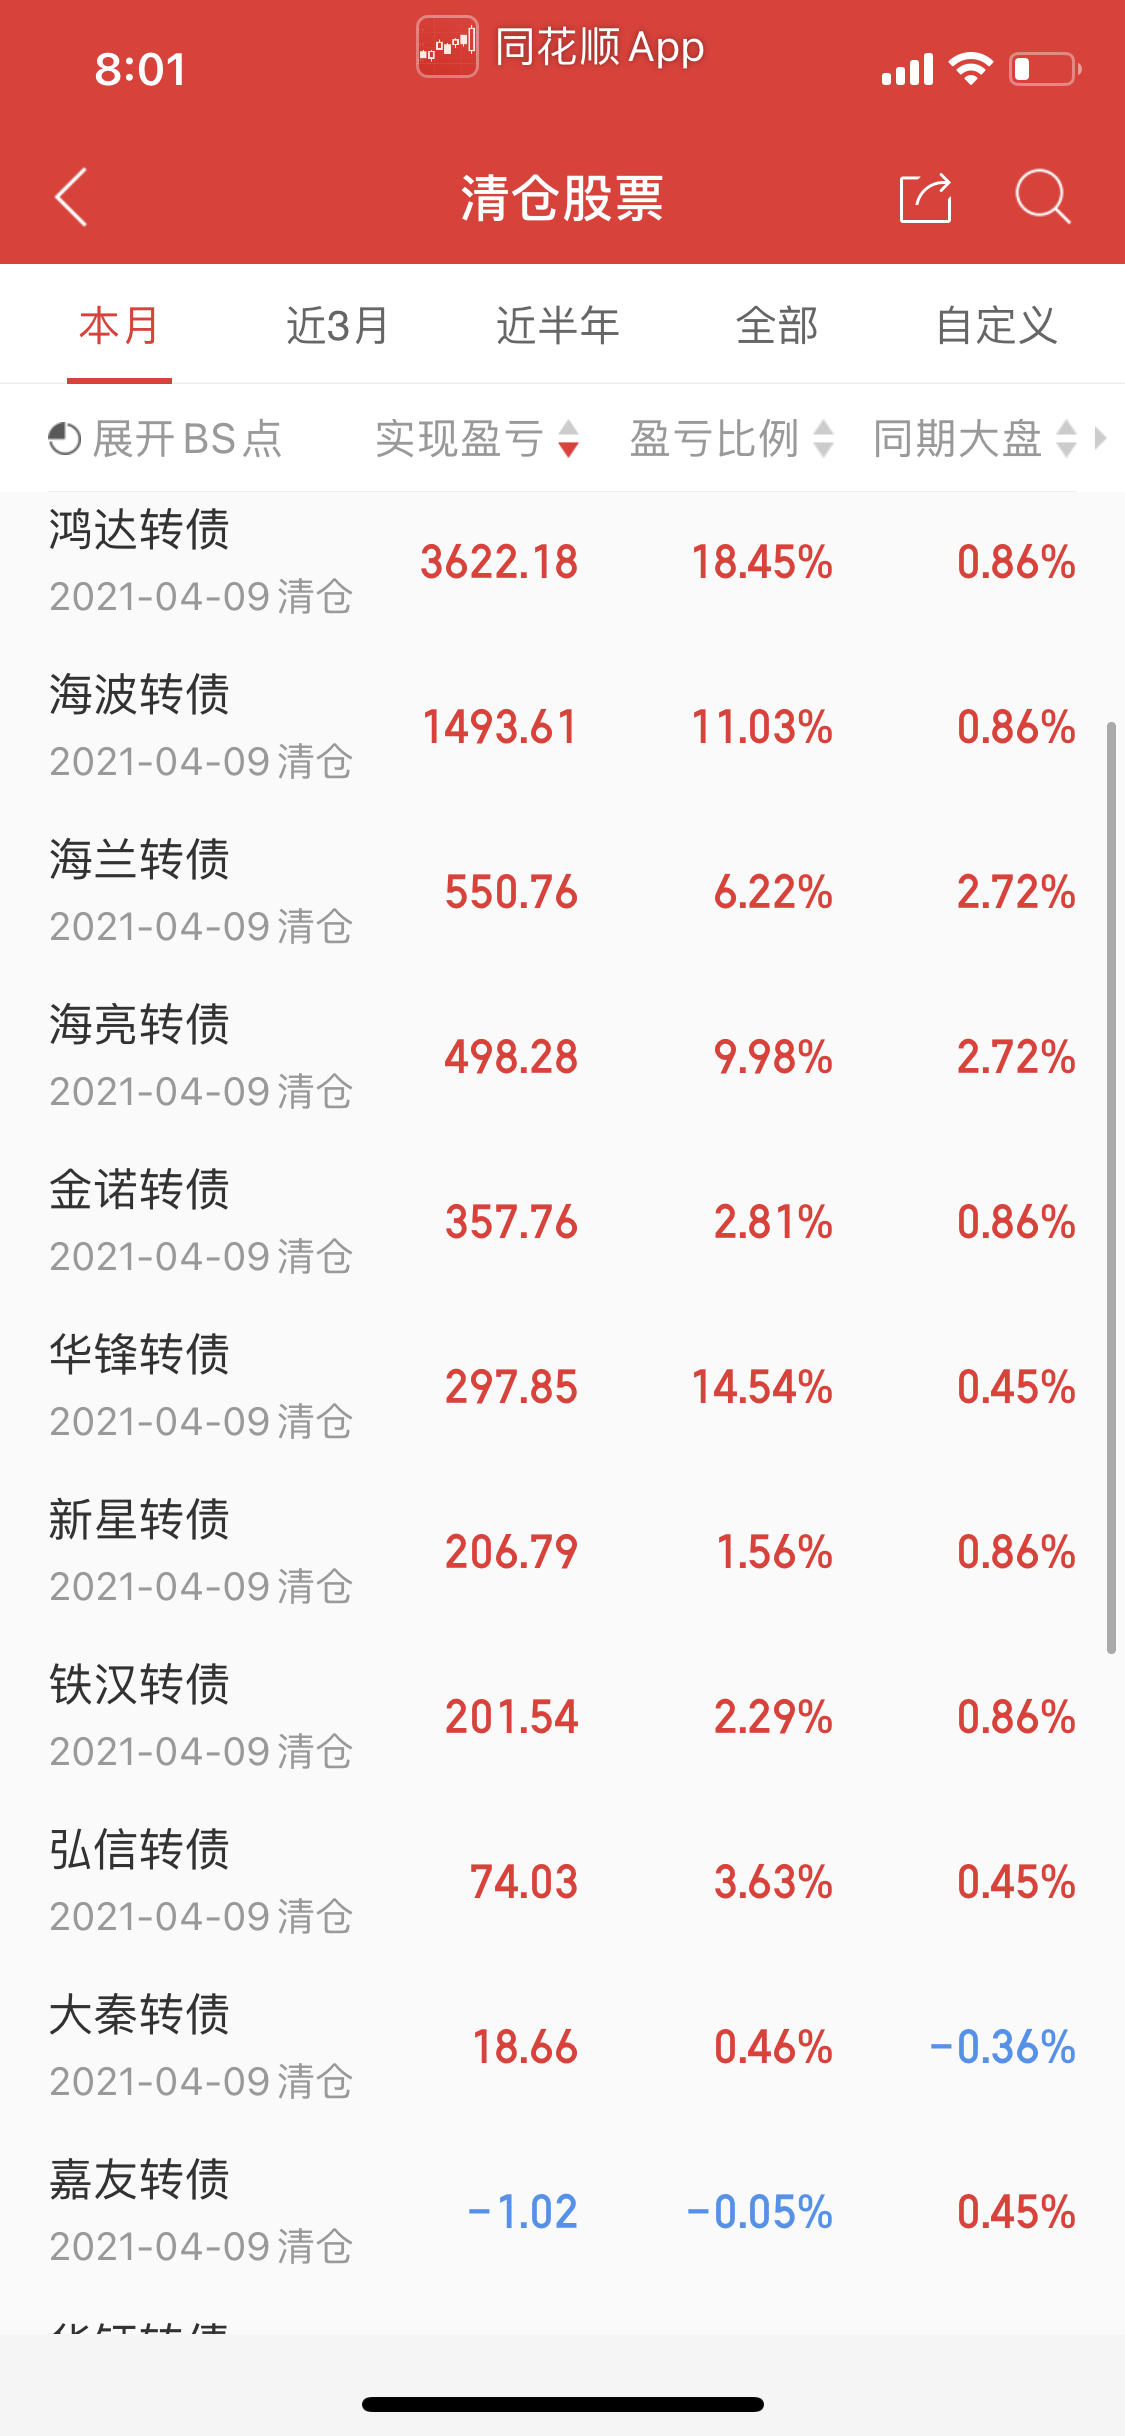 8:01
同花顺App
清仓股票
本月 近3月 近半年 全部 自定义
展开BS点 实现盈亏 盈亏比例 同期大盘
鸿达转债 3622.18 18.45% 0.86%
2021-04-09清仓
海波转债 1493.61 11.03% 0.86%
2021-04-09清仓
海兰转债 550.76 6.22% 2.72%
2021-04-09清仓
海亮转债 498.28 9.98% 2.72%
2021-04-09清仓
金诺转债 357.76 2.81% 0.86%
2021-04-09清仓
华锋转债 297.85 14.54% 0.45%
2021-04-09清仓
新星转债 206.79 1.56% 0.86%
2021-04-09清仓
铁汉转债 201.54 2.29% 0.86%
2021-04-09清仓
弘信转债 74.03 3.63% 0.45%
2021-04-09清仓
大秦转债 18.66 0.46% -0.36%
2021-04-09清仓
嘉友转债 -1.02 -0.05% 0.45%
2021-04-09清仓